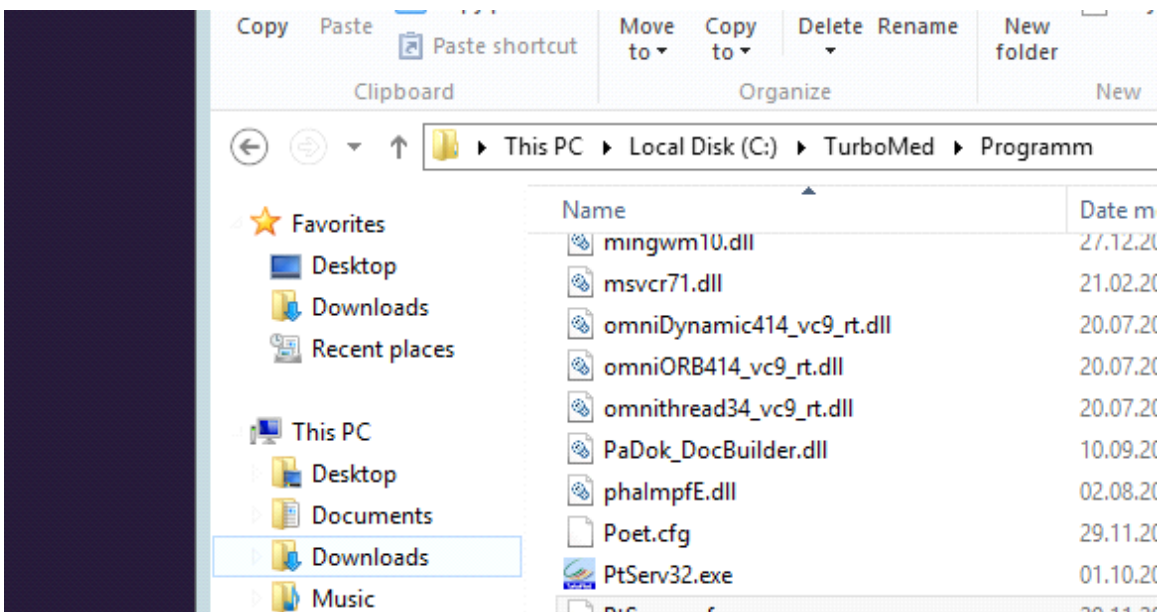 Copy Paste
Paste shortcut
Move to
Copy to
Delete Rename
New folder
Clipboard
Organize
New
This PC Local Disk (C:) TurboMed Programm
Name
Date m
Favorites
Desktop
Downloads
Recent places
This PC
Desktop
Documents
Downloads
Music
mingwm10.dll 27.12.20
msvcr71.dll 21.02.20
omniDynamic414_vc9_rt.dll 20.07.20
omniORB414_vc9_rt.dll 20.07.20
omnithread34_vc9_rt.dll 20.07.20
PaDok_DocBuilder.dll 10.09.20
phaImpfE.dll 02.08.20
Poet.cfg 29.11.20
PtServ32.exe 01.10.20